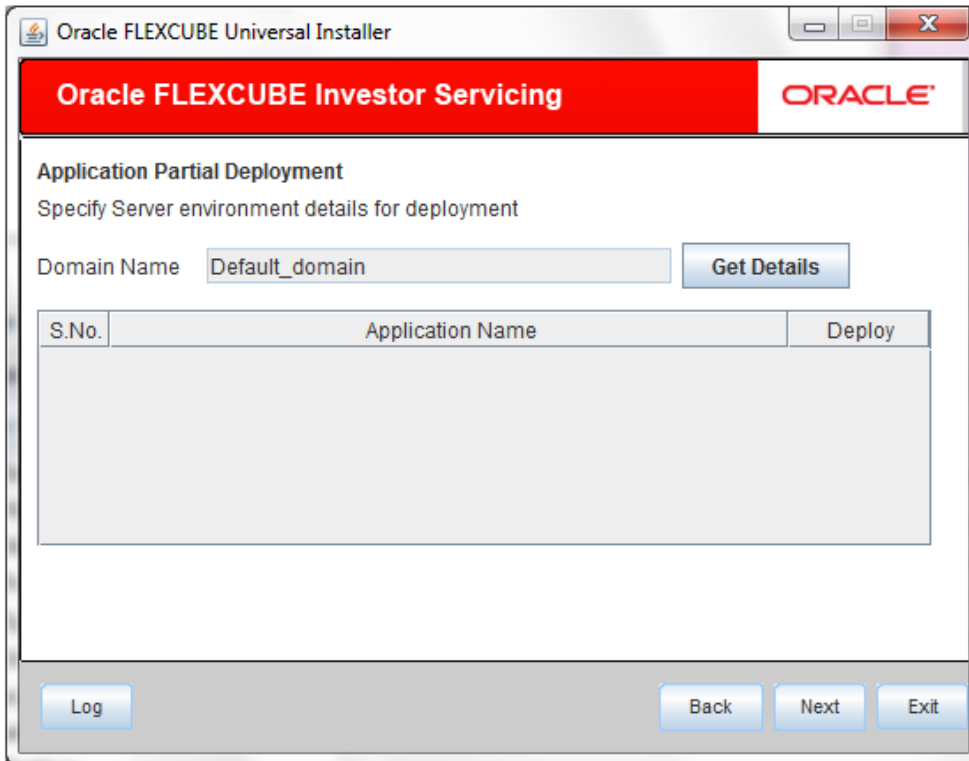 Oracle FLEXCUBE Universal Installer
Oracle FLEXCUBE Investor Servicing ORACLE
Application Partial Deployment
Specify Server environment details for deployment
Domain Name Default_domain Get Details
S.No. Application Name Deploy
Log Back Next Exit